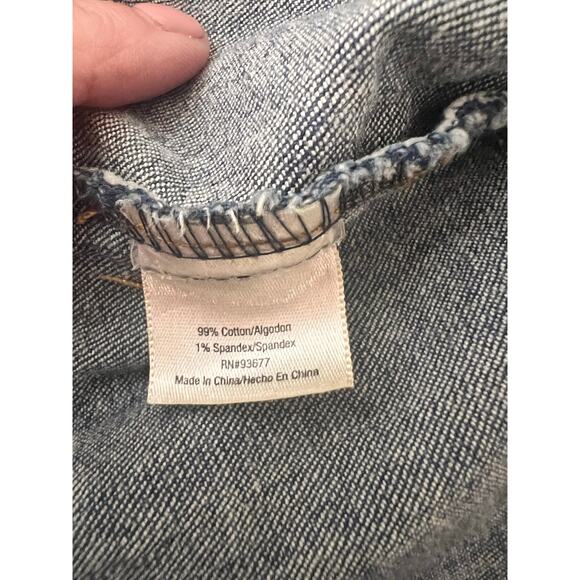 99% Cotton/Algodon
1% Spandex/Spandex
RN#93677
Made In China/Hecho En China